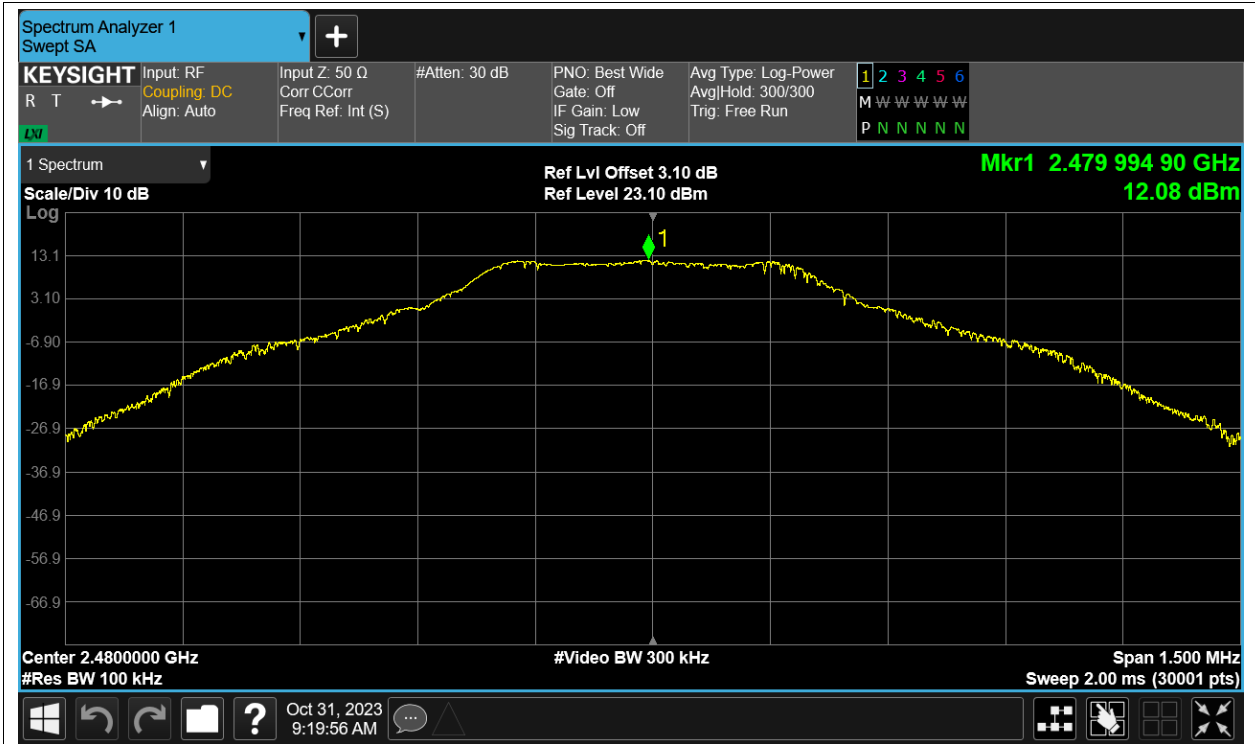 Spectrum Analyzer 1
Swept SA
KEYSIGHT
R T
LXI
Input: RF
Coupling: DC
Align: Auto
Input Z: 50 Ω
Corr CCorr
Freq Ref: Int (S)
#Atten: 30 dB
PNO: Best Wide
Gate: Off
IF Gain: Low
Sig Track: Off
Avg Type: Log-Power
Avg|Hold: 300/300
Trig: Free Run
1 2 3 4 5 6
M W W W W W
P N N N N N
1 Spectrum
Scale/Div 10 dB
Log
Ref Lvl Offset 3.10 dB
Ref Level 23.10 dBm
Mkr1 2.479 994 90 GHz
12.08 dBm
1
13.1
3.10
-6.90
-16.9
-26.9
-36.9
-46.9
-56.9
-66.9
Center 2.4800000 GHz
#Video BW 300 kHz
Span 1.500 MHz
#Res BW 100 kHz
Sweep 2.00 ms (30001 pts)
?
Oct 31, 2023
9:19:56 AM